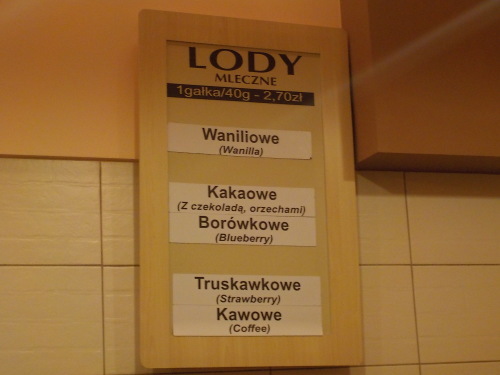 LODY
MLECZNE
1gałka/40g - 2,70zł
Waniliowe
(Wanilla)
Kakaowe
(Z czekoladą, orzechami)
Borówkowe
(Blueberry)
Truskawkowe
(Strawberry)
Kawowe
(Coffee)